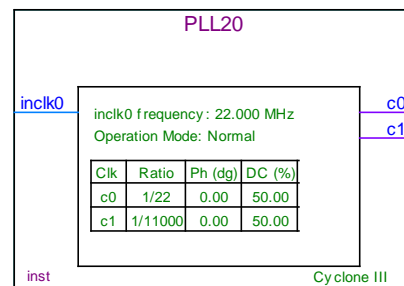 PLL20
inclk0
c0
c1
inclk0 frequency: 22.000 MHz
Operation Mode: Normal
Clk Ratio Ph (dg) DC (%)
c0 1/22 0.00 50.00
c1 1/11000 0.00 50.00
inst
Cyclone III